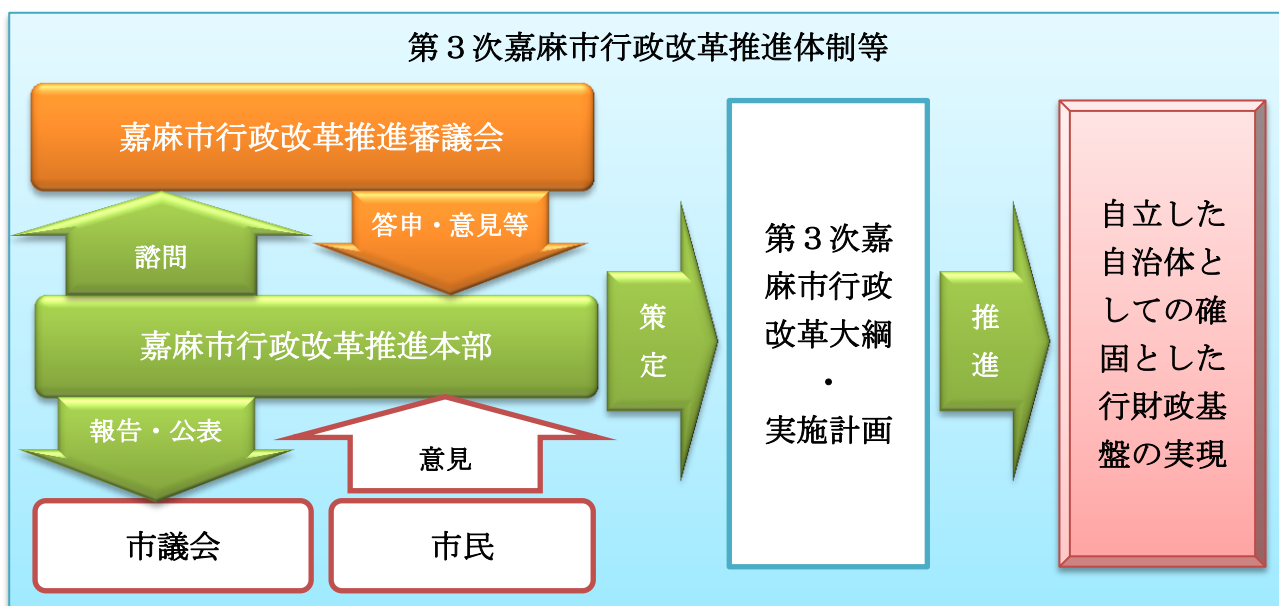 第３次嘉麻市行政改革推進体制等
嘉麻市行政改革推進審議会
諮問
答申・意見等
嘉麻市行政改革推進本部
報告・公表
意見
市議会
市民
策
定
第３次嘉
麻市行政
改革大綱
・
実施計画
推
進
自立した
自治体と
しての確
固とした
行財政基
盤の実現